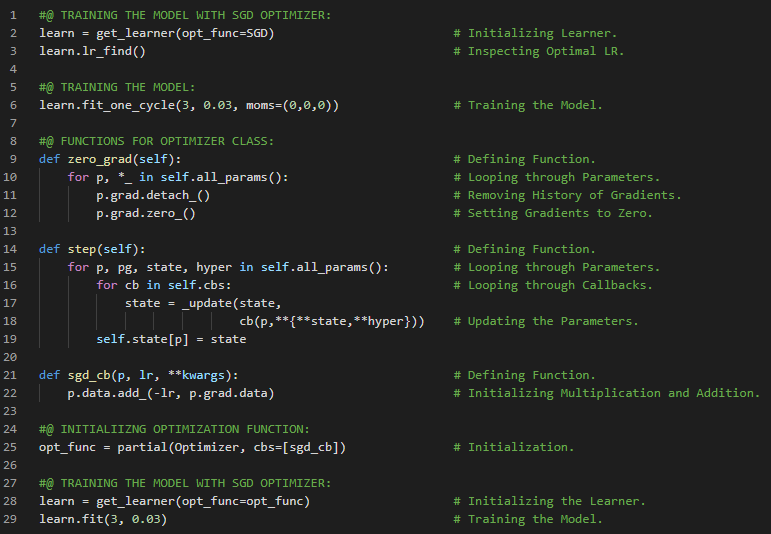 1 #@ TRAINING THE MODEL WITH SGD OPTIMIZER:
2 learn = get_learner(opt_func=SGD) # Initializing Learner.
3 learn.lr_find() # Inspecting Optimal LR.
4
5 #@ TRAINING THE MODEL:
6 learn.fit_one_cycle(3, 0.03, moms=(0,0,0)) # Training the Model.
7
8 #@ FUNCTIONS FOR OPTIMIZER CLASS:
9 def zero_grad(self): # Defining Function.
10 for p, *_ in self.all_params(): # Looping through Parameters.
11 p.grad.detach_() # Removing History of Gradients.
12 p.grad.zero_() # Setting Gradients to Zero.
13
14 def step(self): # Defining Function.
15 for p, pg, state, hyper in self.all_params(): # Looping through Parameters.
16 for cb in self.cbs: # Looping through Callbacks.
17 state = _update(state,
18 cb(p,**{**state,**hyper})) # Updating the Parameters.
19 self.state[p] = state
20
21 def sgd_cb(p, lr, **kwargs): # Defining Function.
22 p.data.add_(-lr, p.grad.data) # Initializing Multiplication and Addition.
23
24 #@ INITIALIIZNG OPTIMIZATION FUNCTION:
25 opt_func = partial(Optimizer, cbs=[sgd_cb]) # Initialization.
26
27 #@ TRAINING THE MODEL WITH SGD OPTIMIZER:
28 learn = get_learner(opt_func=opt_func) # Initializing the Learner.
29 learn.fit(3, 0.03) # Training the Model.